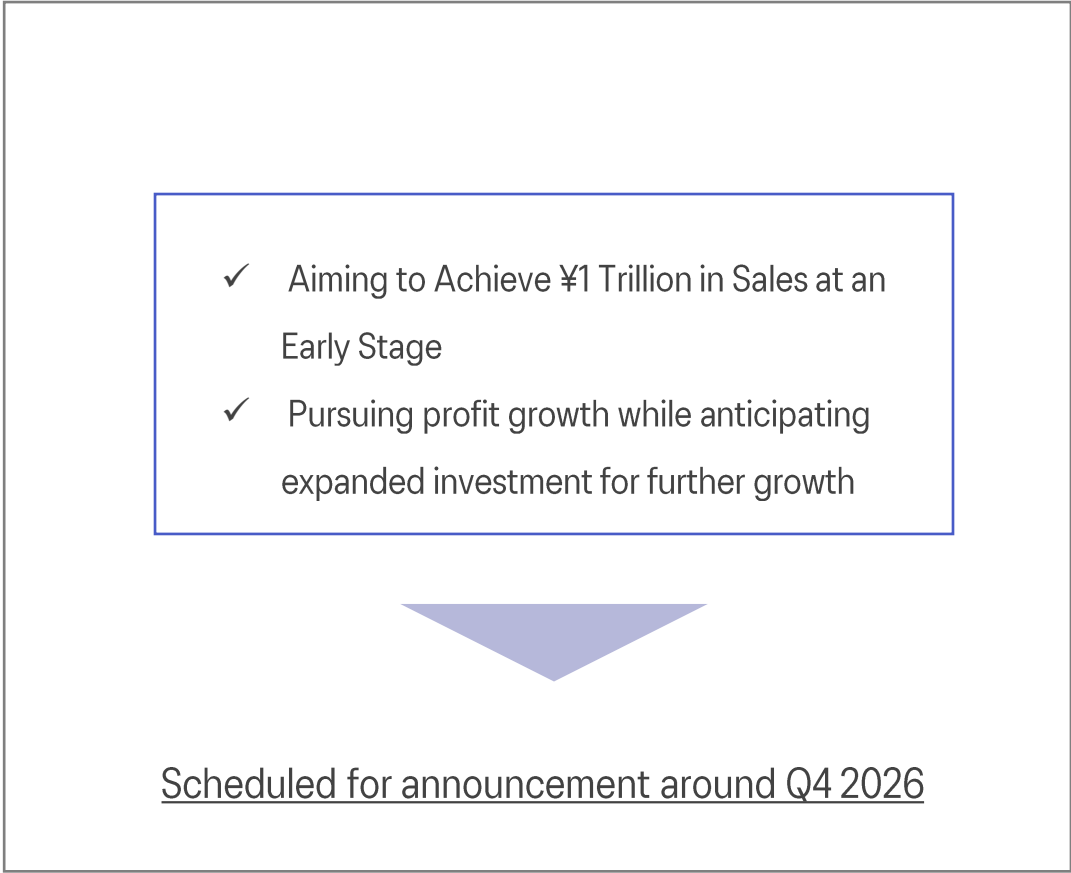 ✓ Aiming to Achieve ¥1 Trillion in Sales at an
Early Stage
✓ Pursuing profit growth while anticipating
expanded investment for further growth
Scheduled for announcement around Q4 2026